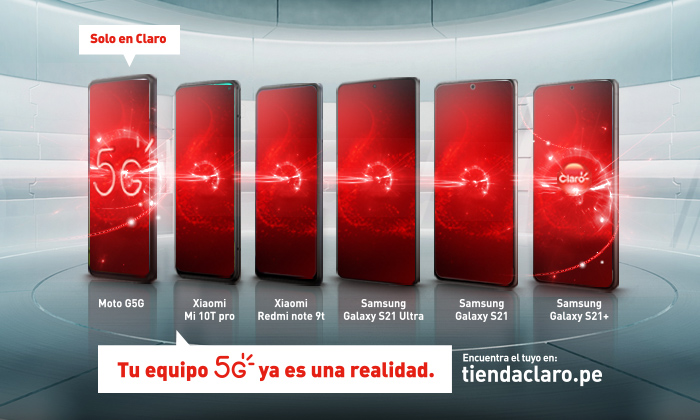 Solo en Claro
5G
Claro
Moto G5G
Xiaomi
Mi 10T pro
Xiaomi
Redmi note 9t
Samsung
Galaxy S21 Ultra
Samsung
Galaxy S21
Samsung
Galaxy S21+
Tu equipo 5G ya es una realidad.
Encuentra el tuyo en:
tiendaclaro.pe